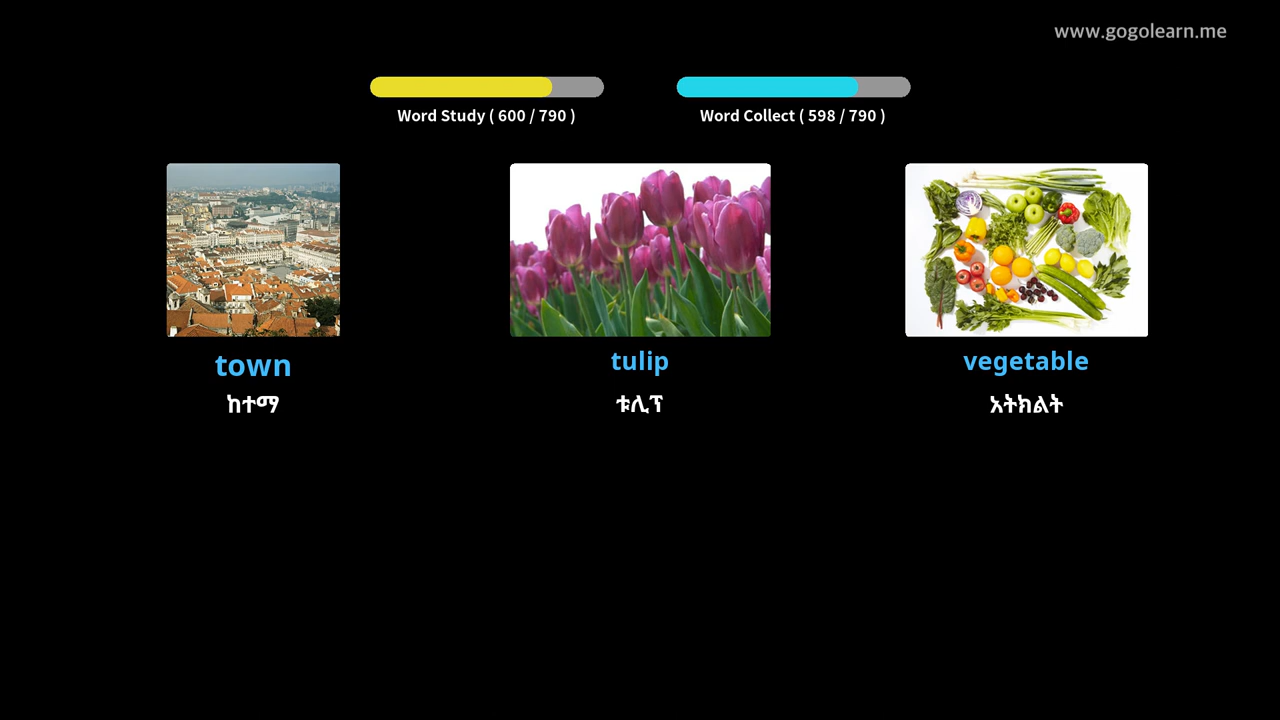 www.gogolearn.me
Word Study ( 600 / 790 )
Word Collect ( 598 / 790 )
town
tulip
vegetable
ከተማ
ቱሊፕ
አትክልት